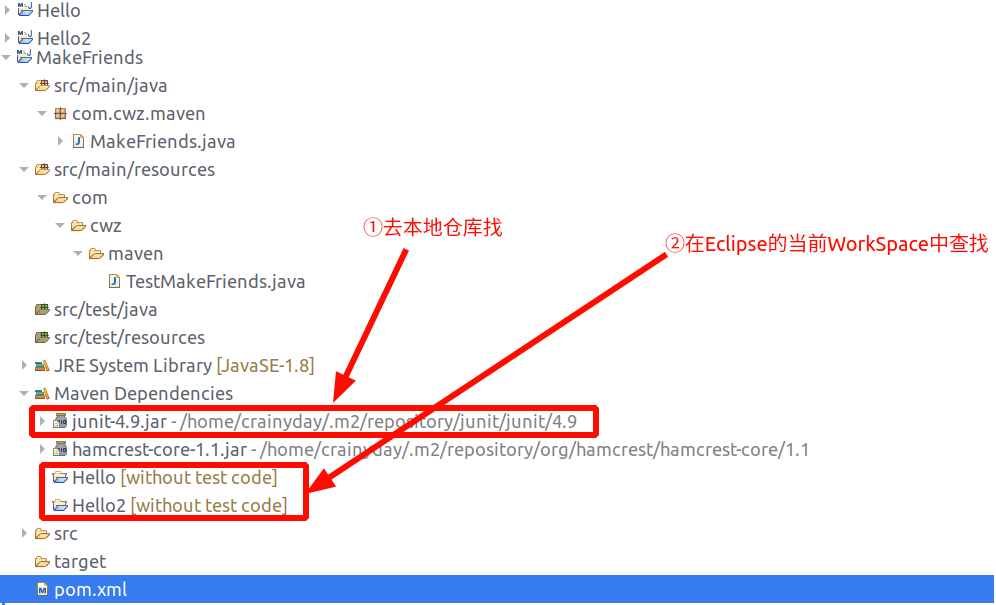 Hello
Hello2
MakeFriends
src/main/java
com.cwz.maven
MakeFriends.java
src/main/resources
com
cwz
①去本地仓库找
②在Eclipse的当前WorkSpace中查找
maven
TestMakeFriends.java
src/test/java
src/test/resources
JRE System Library [JavaSE-1.8]
Maven Dependencies
junit-4.9.jar - /home/crainyday/.m2/repository/junit/junit/4.9
hamcrest-core-1.1.jar - /home/crainyday/.m2/repository/org/hamcrest/hamcrest-core/1.1
Hello [without test code]
Hello2 [without test code]
src
target
pom.xml